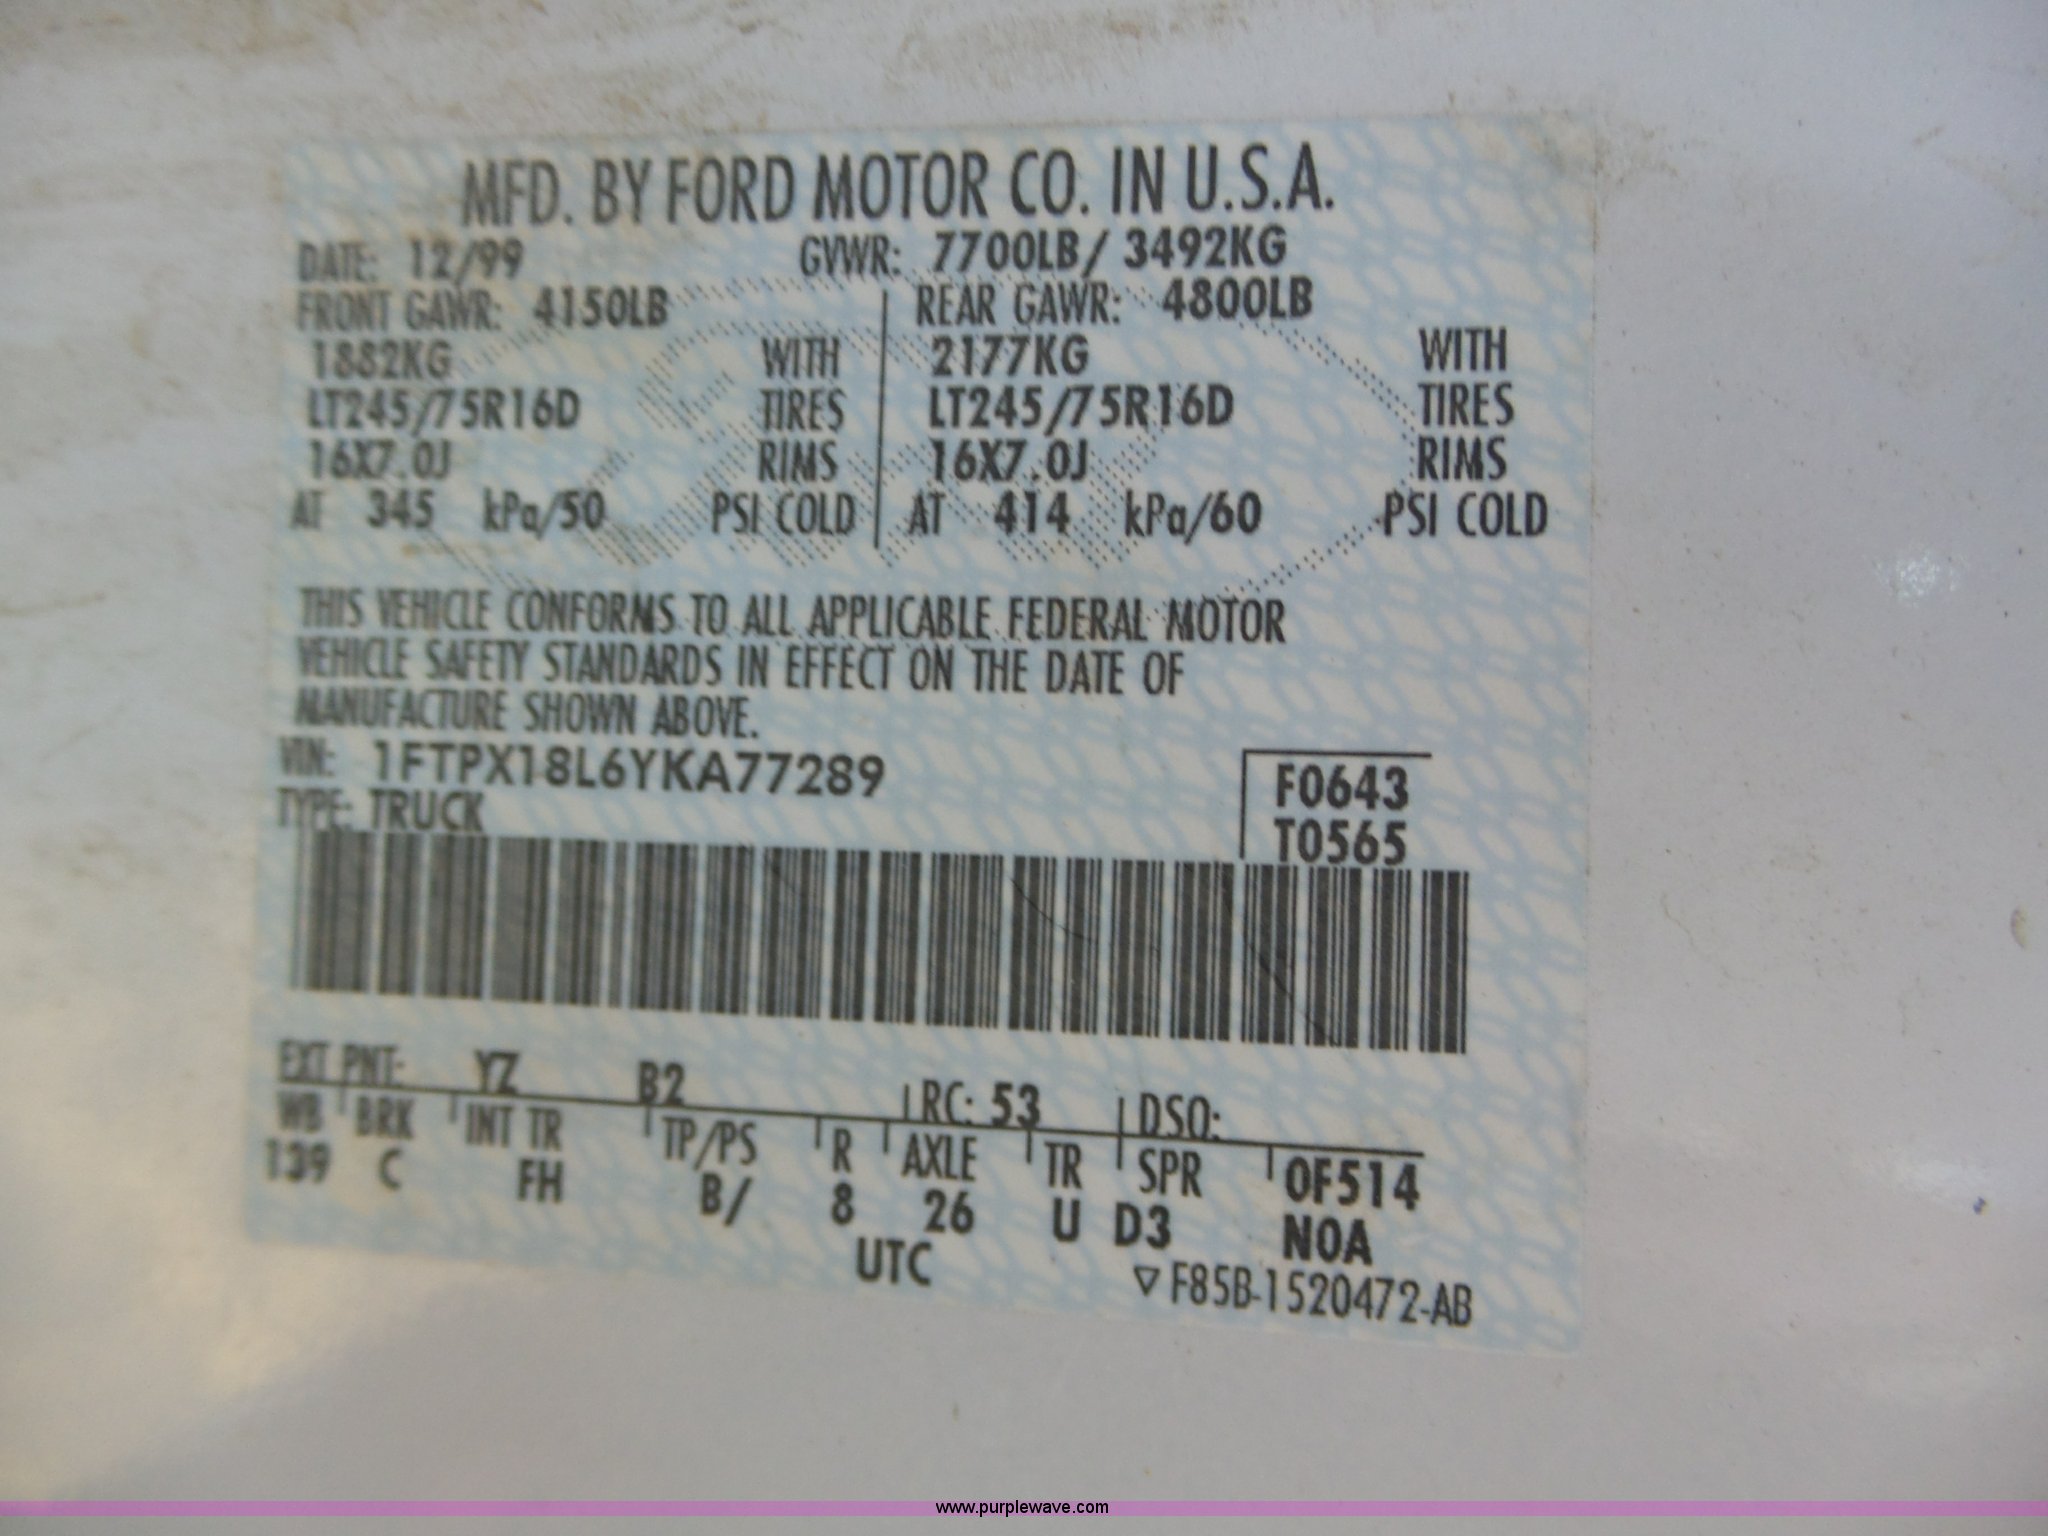 MFD. BY FORD MOTOR CO. IN U.S.A.
DATE: 12/99 GVWR: 7700LB/ 3492KG
FRONT GAWR: 4150LB REAR GAWR: 4800LB
1882KG WITH 2177KG WITH
LT245/75R16D TIRES LT245/75R16D TIRES
16X7.0J RIMS 16X7.0J RIMS
AT 345 kPa/50 PSI COLD AT 414 kPa/60 PSI COLD
THIS VEHICLE CONFORMS TO ALL APPLICABLE FEDERAL MOTOR
VEHICLE SAFETY STANDARDS IN EFFECT ON THE DATE OF
MANUFACTURE SHOWN ABOVE.
VIN: 1FTPX18L6YKA77289 F0643
TYPE: TRUCK T0565
EXT PNT: YZ B2 RC: 53 DSO:
WB BRK INT TR TP/PS R AXLE TR SPR 0F514
139 C FH B/ 8 26 U D3 N0A
UTC ▽F85B-1520472-AB
www.purplewave.com